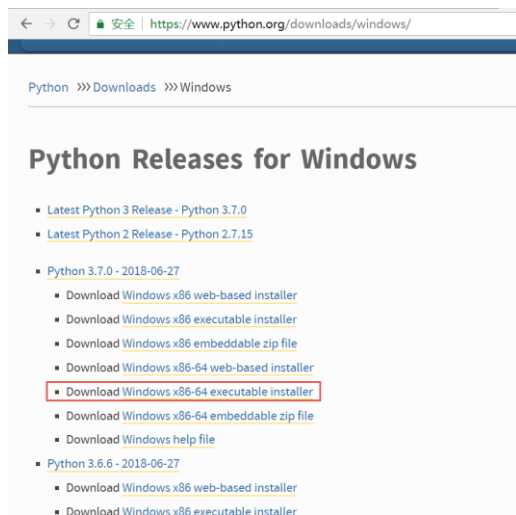 安全 | https://www.python.org/downloads/windows/
Python >>> Downloads >>> Windows
Python Releases for Windows
Latest Python 3 Release - Python 3.7.0
Latest Python 2 Release - Python 2.7.15
Python 3.7.0 - 2018-06-27
Download Windows x86 web-based installer
Download Windows x86 executable installer
Download Windows x86 embeddable zip file
Download Windows x86-64 web-based installer
Download Windows x86-64 executable installer
Download Windows x86-64 embeddable zip file
Download Windows help file
Python 3.6.6 - 2018-06-27
Download Windows x86 web-based installer
Download Windows x86 executable installer